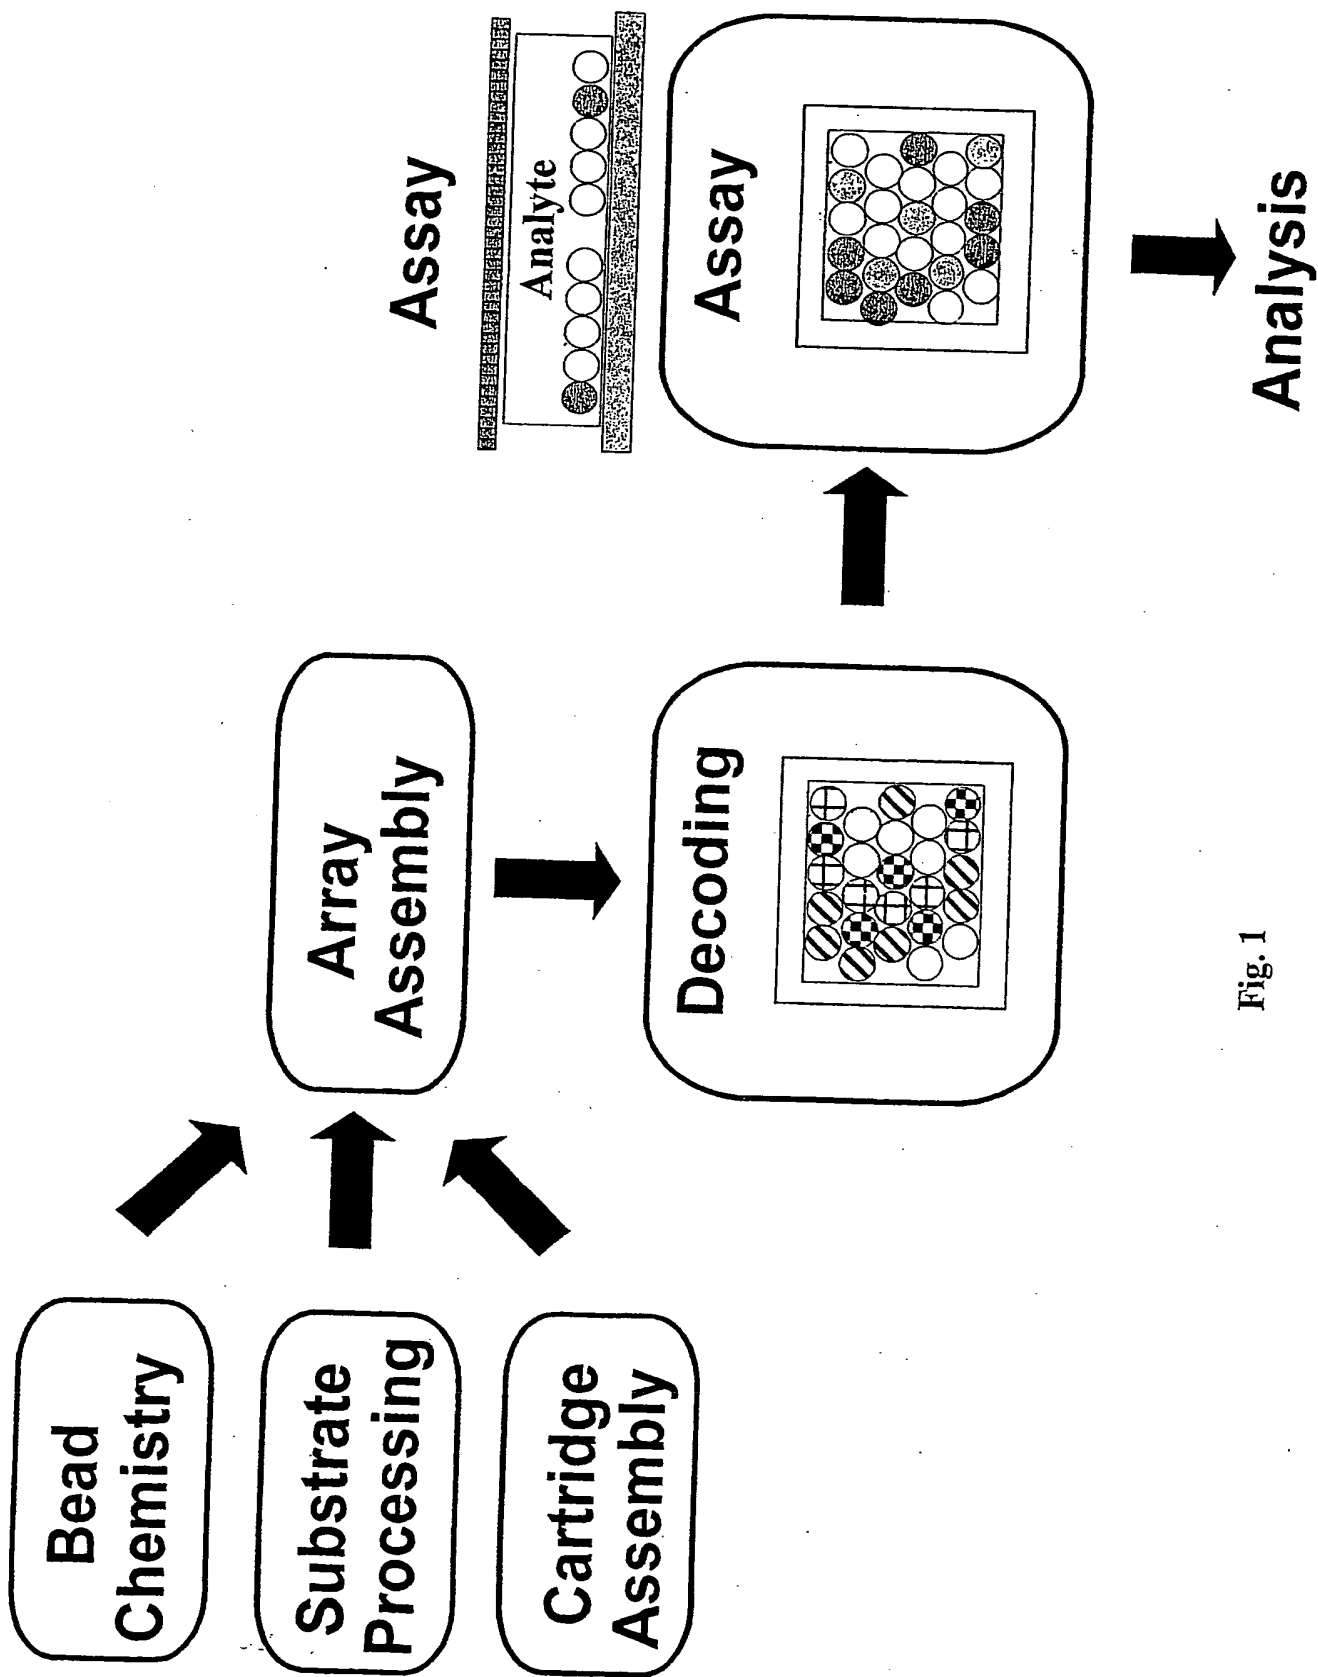 Bead
Chemistry
Substrate
Processing
Cartridge
Assembly
Array
Assembly
Decoding
Assay
Analyte
Assay
Analysis
Fig. 1